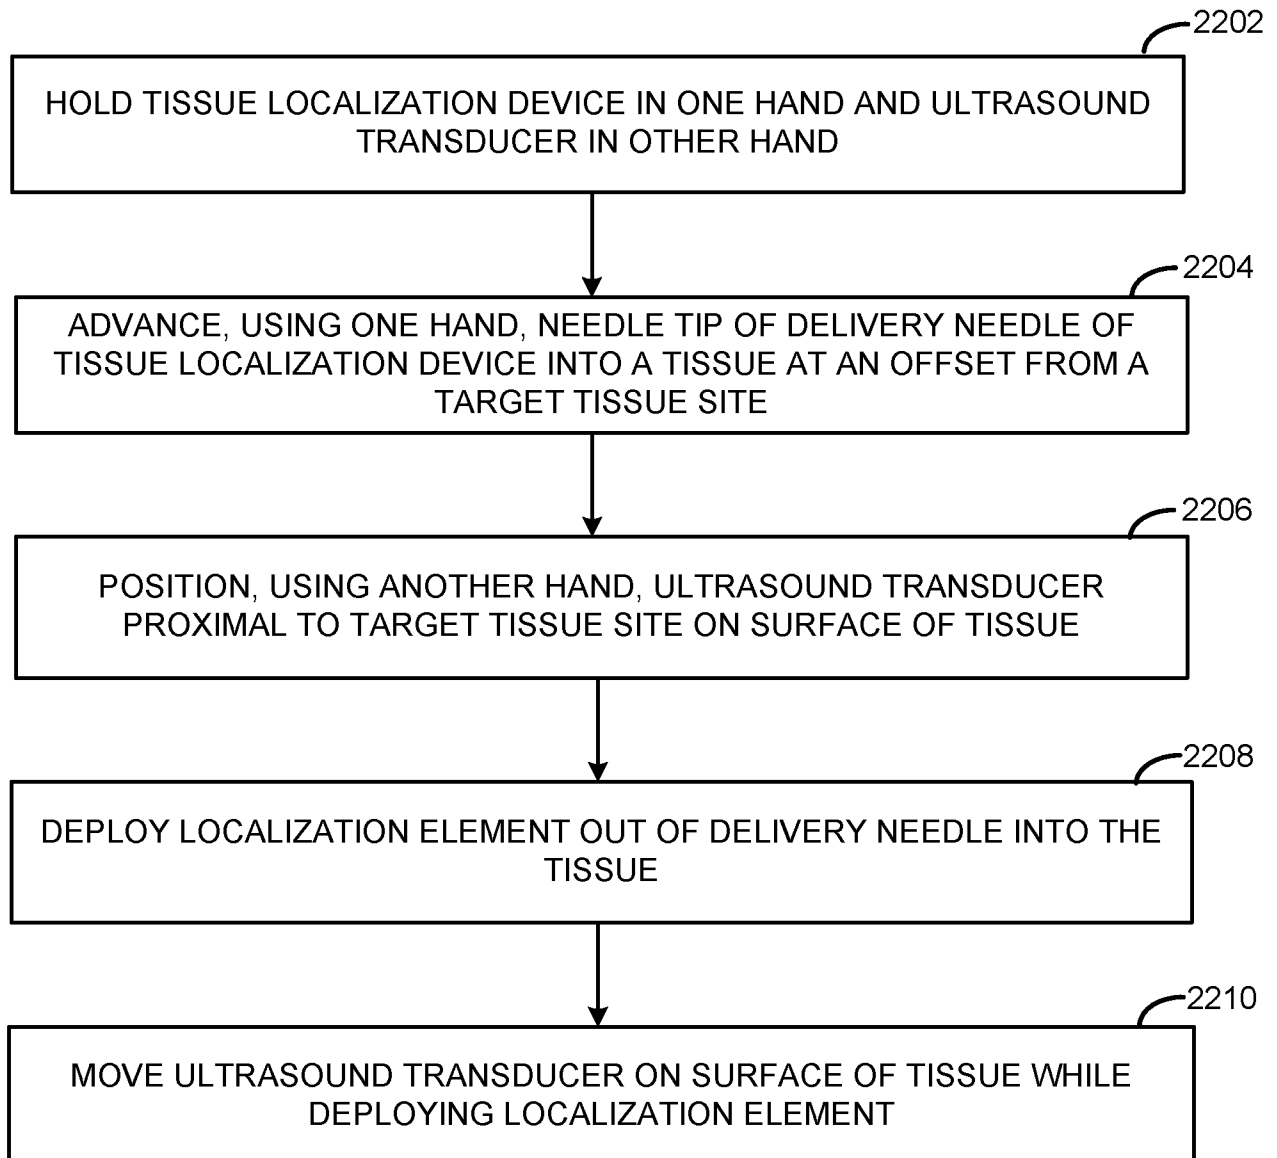 2202
HOLD TISSUE LOCALIZATION DEVICE IN ONE HAND AND ULTRASOUND
TRANSDUCER IN OTHER HAND
2204
ADVANCE, USING ONE HAND, NEEDLE TIP OF DELIVERY NEEDLE OF
TISSUE LOCALIZATION DEVICE INTO A TISSUE AT AN OFFSET FROM A
TARGET TISSUE SITE
2206
POSITION, USING ANOTHER HAND, ULTRASOUND TRANSDUCER
PROXIMAL TO TARGET TISSUE SITE ON SURFACE OF TISSUE
2208
DEPLOY LOCALIZATION ELEMENT OUT OF DELIVERY NEEDLE INTO THE
TISSUE
2210
MOVE ULTRASOUND TRANSDUCER ON SURFACE OF TISSUE WHILE
DEPLOYING LOCALIZATION ELEMENT